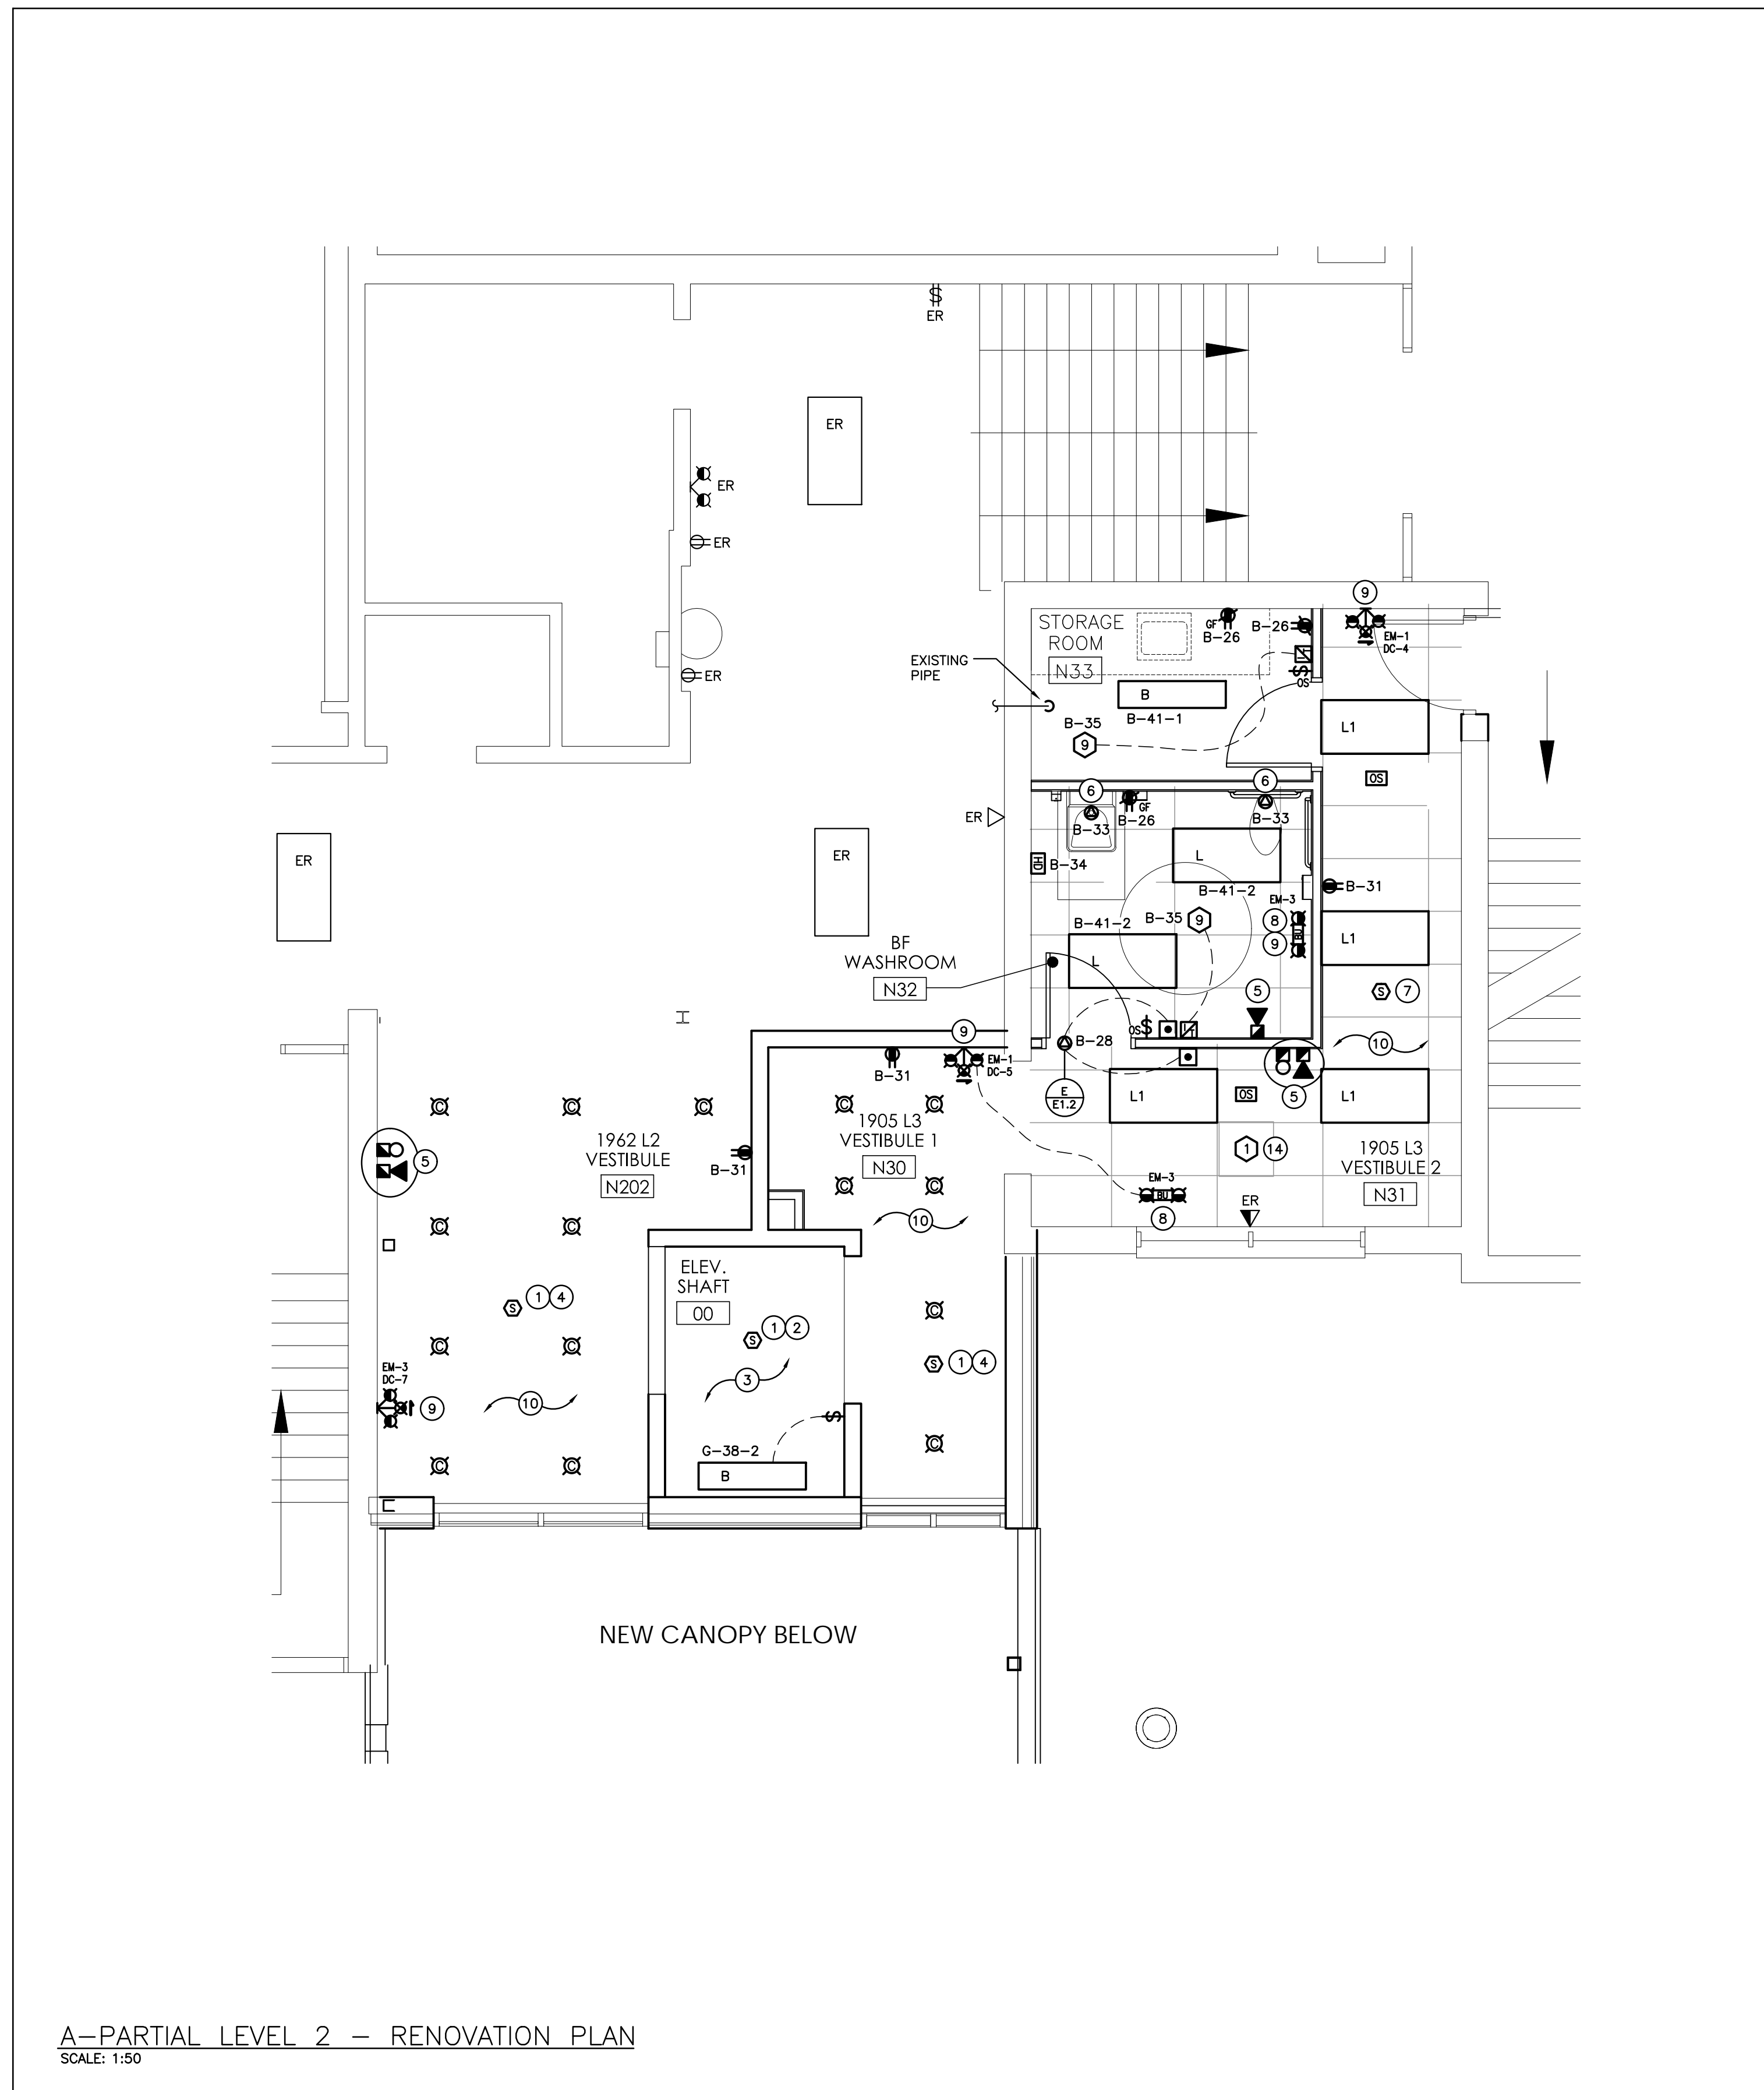 $
ER
ER
ER
ER
9
STORAGE
ROOM
N33
GF
B-26
B-26
EM-1
DC-4
EXISTING
PIPE
ER
$
OS
B
B-41-1
B-35
9
L1
OS
6
6
GF
B-33
B-26
B-33
ER
ER
ER
HD
B-34
L
B-41-2
B-31
EM-3
8
BU
9
B-41-2
B-35
9
L1
BF
WASHROOM
N32
L
S
7
5
OS
$
9
B-28
10
B-31
EM-1
DC-5
E
E1.2
L1
OS
5
L1
C
C
C
C
C
1905 L3
VESTIBULE 1
N30
1962 L2
VESTIBULE
N202
5
B-31
1
14
1905 L3
VESTIBULE 2
N31
C
C
EM-3
BU
8
ER
10
C
C
ELEV.
SHAFT
00
S
1
4
C
S
1
2
C
C
S
1
4
EM-3
DC-7
3
9
10
$
C
G-38-2
B
C
C
NEW CANOPY BELOW
A-PARTIAL LEVEL 2 - RENOVATION PLAN
SCALE: 1:50